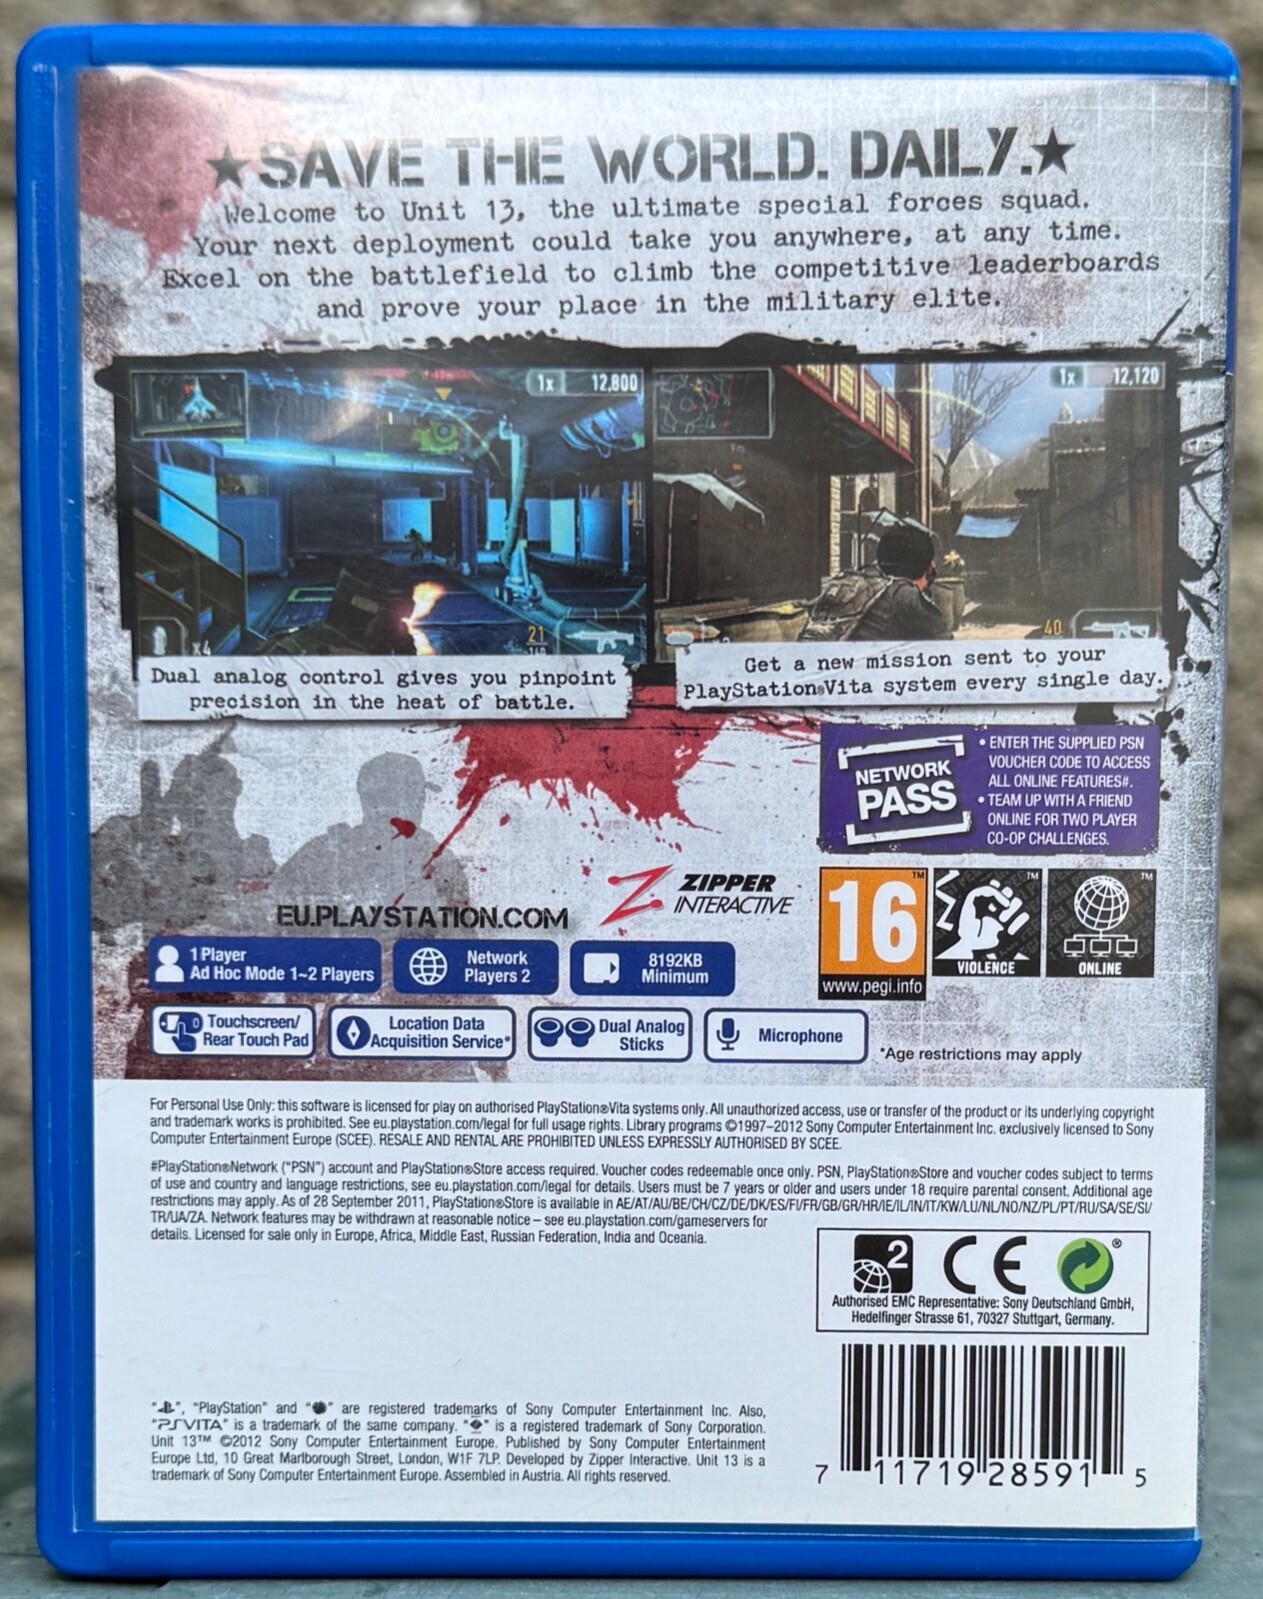 ★SAVE THE WORLD. DAILY.★
Welcome to Unit 13, the ultimate special forces squad.
Your next deployment could take you anywhere, at any time.
Excel on the battlefield to climb the competitive leaderboards
and prove your place in the military elite.
1x 12,800
1x 12,120
x4
21
40
Dual analog control gives you pinpoint
precision in the heat of battle.
Get a new mission sent to your
PlayStation®Vita system every single day.
NETWORK
PASS
• ENTER THE SUPPLIED PSN
VOUCHER CODE TO ACCESS
ALL ONLINE FEATURES#.
• TEAM UP WITH A FRIEND
ONLINE FOR TWO PLAYER
CO-OP CHALLENGES.
EU.PLAYSTATION.COM
ZIPPER
INTERACTIVE
16™
www.pegi.info
™
VIOLENCE
™
ONLINE
1 Player
Ad Hoc Mode 1~2 Players
Network
Players 2
8192KB
Minimum
Touchscreen/
Rear Touch Pad
Location Data
Acquisition Service*
Dual Analog
Sticks
Microphone
*Age restrictions may apply
For Personal Use Only: this software is licensed for play on authorised PlayStation®Vita systems only. All unauthorized access, use or transfer of the product or its underlying copyright
and trademark works is prohibited. See eu.playstation.com/legal for full usage rights. Library programs ©1997–2012 Sony Computer Entertainment Inc. exclusively licensed to Sony
Computer Entertainment Europe (SCEE). RESALE AND RENTAL ARE PROHIBITED UNLESS EXPRESSLY AUTHORISED BY SCEE.
#PlayStation®Network ("PSN") account and PlayStation®Store access required. Voucher codes redeemable once only. PSN, PlayStation®Store and voucher codes subject to terms
of use and country and language restrictions, see eu.playstation.com/legal for details. Users must be 7 years or older and users under 18 require parental consent. Additional age
restrictions may apply. As of 28 September 2011, PlayStation®Store is available in AE/AT/AU/BE/CH/CZ/DE/DK/ES/FI/FR/GB/GR/HR/IE/IL/IN/IT/KW/LU/NL/NO/NZ/PL/PT/RU/SA/SE/SI/
TR/UA/ZA. Network features may be withdrawn at reasonable notice – see eu.playstation.com/gameservers for
details. Licensed for sale only in Europe, Africa, Middle East, Russian Federation, India and Oceania.
2 CE ®
Authorised EMC Representative: Sony Deutschland GmbH,
Hedelfinger Strasse 61, 70327 Stuttgart, Germany.
"", "PlayStation" and "" are registered trademarks of Sony Computer Entertainment Inc. Also,
"PSVITA" is a trademark of the same company. "" is a registered trademark of Sony Corporation.
Unit 13™ ©2012 Sony Computer Entertainment Europe. Published by Sony Computer Entertainment
Europe Ltd, 10 Great Marlborough Street, London, W1F 7LP. Developed by Zipper Interactive. Unit 13 is a
trademark of Sony Computer Entertainment Europe. Assembled in Austria. All rights reserved.
7 11719 28591 5